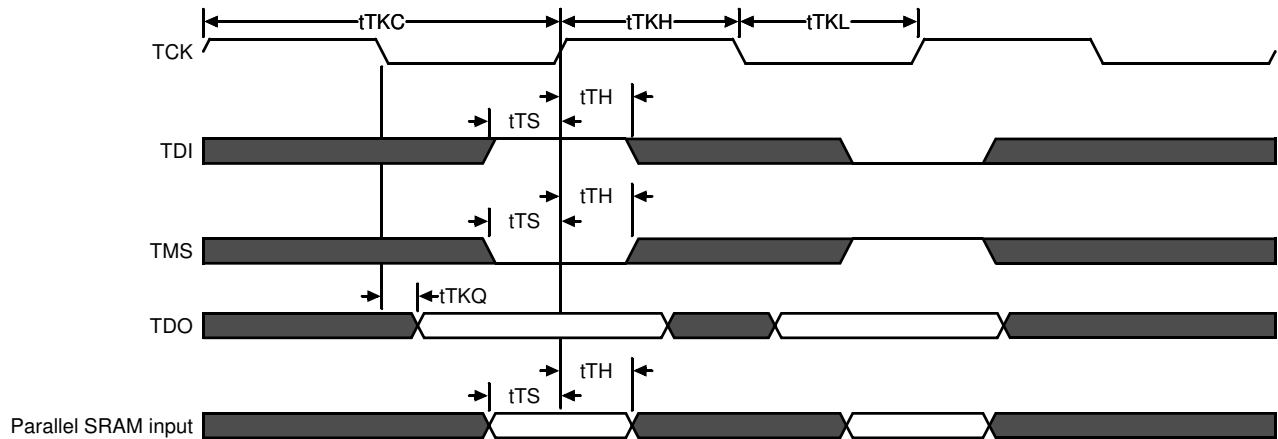 tTKC tTKH tTKL
TCK
tTH
tTS
TDI
tTH
tTS
TMS
tTKQ
TDO
tTH
tTS
Parallel SRAM input